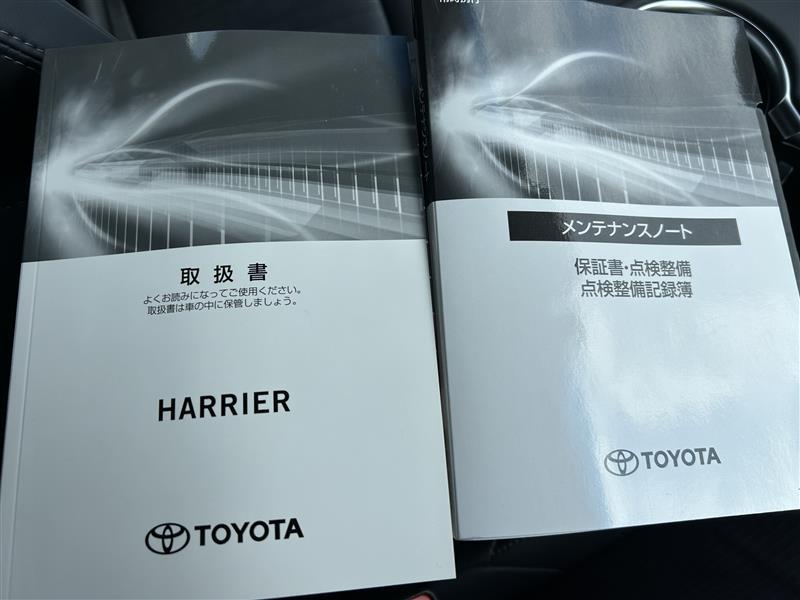 取扱書
よくお読みになってご使用ください。
取扱書は車の中に保管しましょう。
HARRIER
TOYOTA
メンテナンスノート
保証書・点検整備
点検整備記録簿
TOYOTA